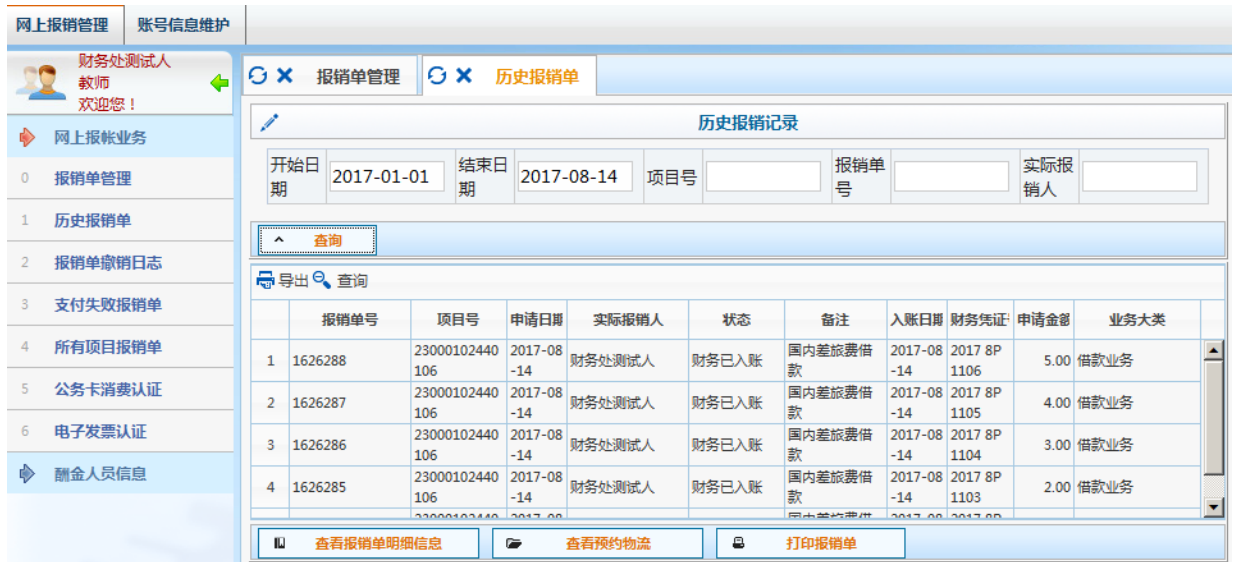 网上报销管理 账号信息维护
财务处测试人
教师
欢迎您！
网上报帐业务
0 报销单管理
1 历史报销单
2 报销单撤销日志
3 支付失败报销单
4 所有项目报销单
5 公务卡消费认证
6 电子发票认证
酬金人员信息
报销单管理 历史报销单
历史报销记录
开始日期 2017-01-01 结束日期 2017-08-14 项目号 报销单号 实际报销人
查询
导出 查询
报销单号 项目号 申请日期 实际报销人 状态 备注 入账日期 财务凭证 申请金额 业务大类
1 1626288 23000102440106 2017-08-14 财务处测试人 财务已入账 国内差旅费借款 2017-08-14 2017 8P 1106 5.00 借款业务
2 1626287 23000102440106 2017-08-14 财务处测试人 财务已入账 国内差旅费借款 2017-08-14 2017 8P 1105 4.00 借款业务
3 1626286 23000102440106 2017-08-14 财务处测试人 财务已入账 国内差旅费借款 2017-08-14 2017 8P 1104 3.00 借款业务
4 1626285 23000102440106 2017-08-14 财务处测试人 财务已入账 国内差旅费借款 2017-08-14 2017 8P 1103 2.00 借款业务
查看报销单明细信息 查看预约物流 打印报销单